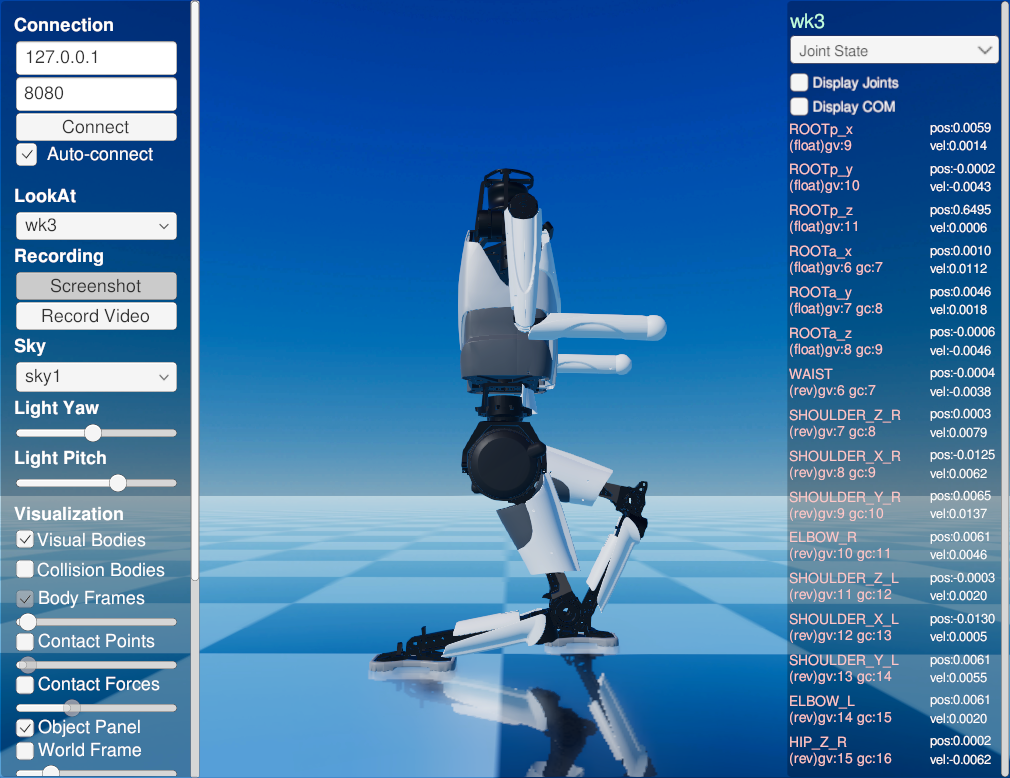 Connection
127.0.0.1
8080
Connect
Auto-connect
LookAt
wk3
Recording
Screenshot
Record Video
Sky
sky1
Light Yaw
Light Pitch
Visualization
Visual Bodies
Collision Bodies
Body Frames
Contact Points
Contact Forces
Object Panel
World Frame
wk3
Joint State
Display Joints
Display COM
ROOTp_x pos:0.0059
(float)gv:9 vel:0.0014
ROOTp_y pos:-0.0002
(float)gv:10 vel:-0.0043
ROOTp_z pos:0.6495
(float)gv:11 vel:0.0006
ROOTa_x pos:0.0010
(float)gv:6 gc:7 vel:0.0112
ROOTa_y pos:0.0046
(float)gv:7 gc:8 vel:0.0018
ROOTa_z pos:-0.0006
(float)gv:8 gc:9 vel:-0.0046
WAIST pos:-0.0004
(rev)gv:6 gc:7 vel:-0.0038
SHOULDER_Z_R pos:0.0003
(rev)gv:7 gc:8 vel:0.0079
SHOULDER_X_R pos:-0.0125
(rev)gv:8 gc:9 vel:0.0062
SHOULDER_Y_R pos:0.0065
(rev)gv:9 gc:10 vel:0.0137
ELBOW_R pos:0.0061
(rev)gv:10 gc:11 vel:0.0046
SHOULDER_Z_L pos:-0.0003
(rev)gv:11 gc:12 vel:0.0020
SHOULDER_X_L pos:-0.0130
(rev)gv:12 gc:13 vel:0.0005
SHOULDER_Y_L pos:0.0061
(rev)gv:13 gc:14 vel:0.0055
ELBOW_L pos:0.0061
(rev)gv:14 gc:15 vel:0.0020
HIP_Z_R pos:0.0002
(rev)gv:15 gc:16 vel:-0.0062